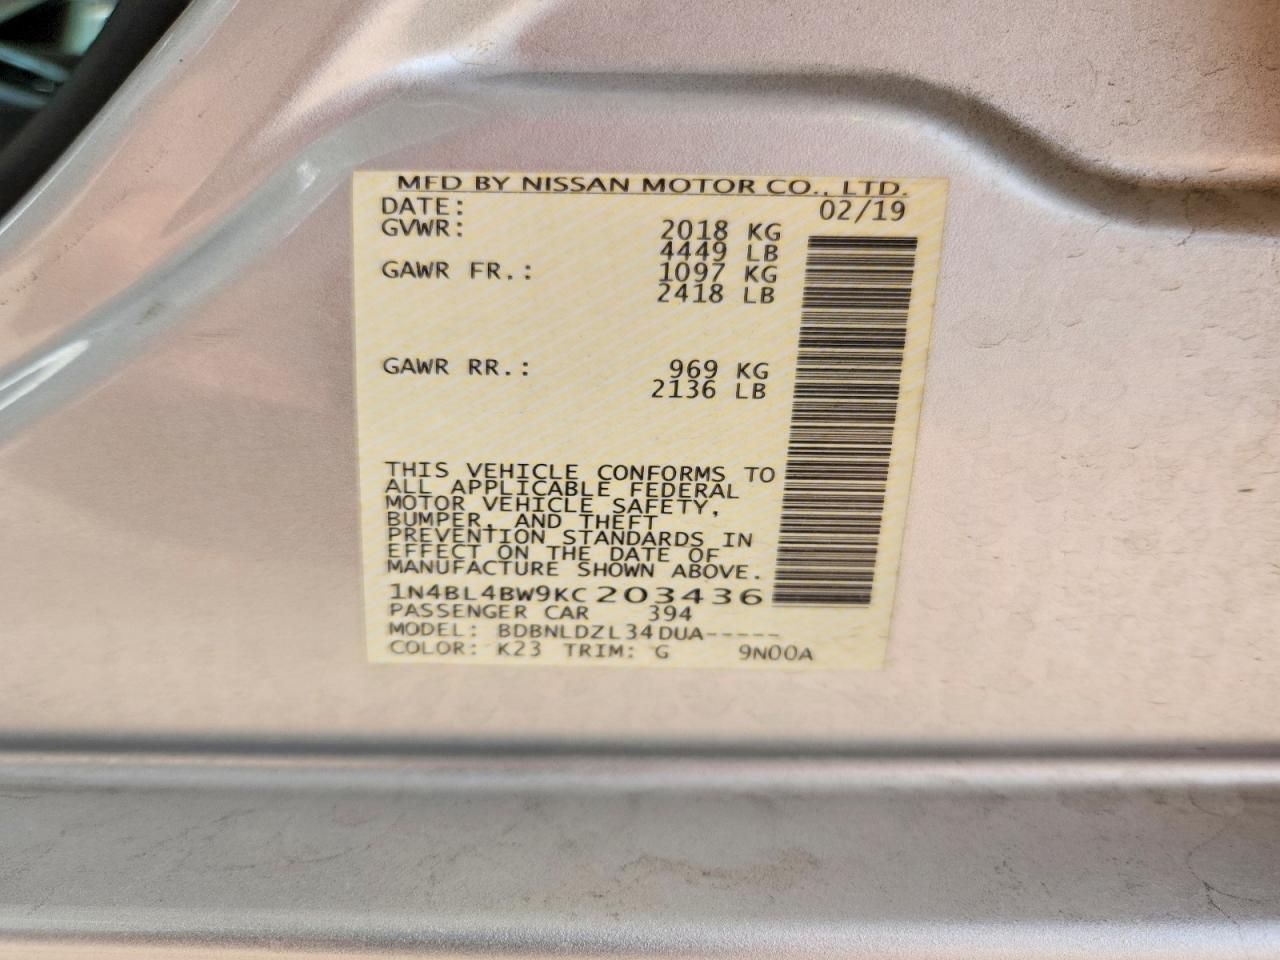 MFD BY NISSAN MOTOR CO., LTD.
DATE: 02/19
GVWR: 2018 KG
4449 LB
GAWR FR.: 1097 KG
2418 LB
GAWR RR.: 969 KG
2136 LB
THIS VEHICLE CONFORMS TO
ALL APPLICABLE FEDERAL
MOTOR VEHICLE SAFETY,
BUMPER, AND THEFT
PREVENTION STANDARDS IN
EFFECT ON THE DATE OF
MANUFACTURE SHOWN ABOVE.
1N4BL4BW9KC203436
PASSENGER CAR 394
MODEL: BDBNLDZL34DUA-----
COLOR: K23 TRIM: G 9N00A